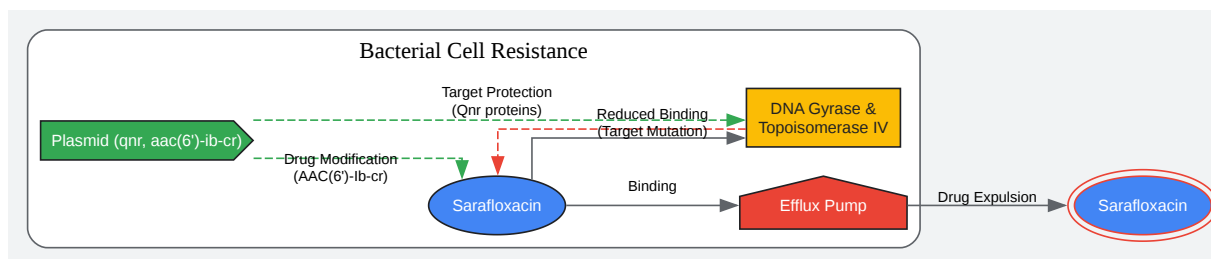 Bacterial Cell Resistance
Target Protection
(Qnr proteins)
Reduced Binding
(Target Mutation)
DNA Gyrase &
Topoisomerase IV
Plasmid (qnr, aac(6')-ib-cr)
Drug Modification
(AAC(6')-Ib-cr)
Sarafloxacin
Binding
Efflux Pump
Drug Expulsion
Sarafloxacin